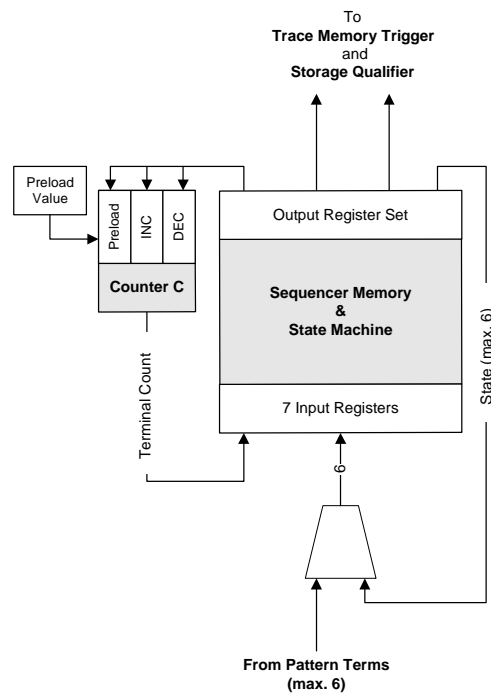 To
Trace Memory Trigger
and
Storage Qualifier
Preload
Value
Preload
INC
DEC
Output Register Set
Counter C
Sequencer Memory
&
State Machine
State (max. 6)
Terminal Count
7 Input Registers
6
From Pattern Terms
(max. 6)